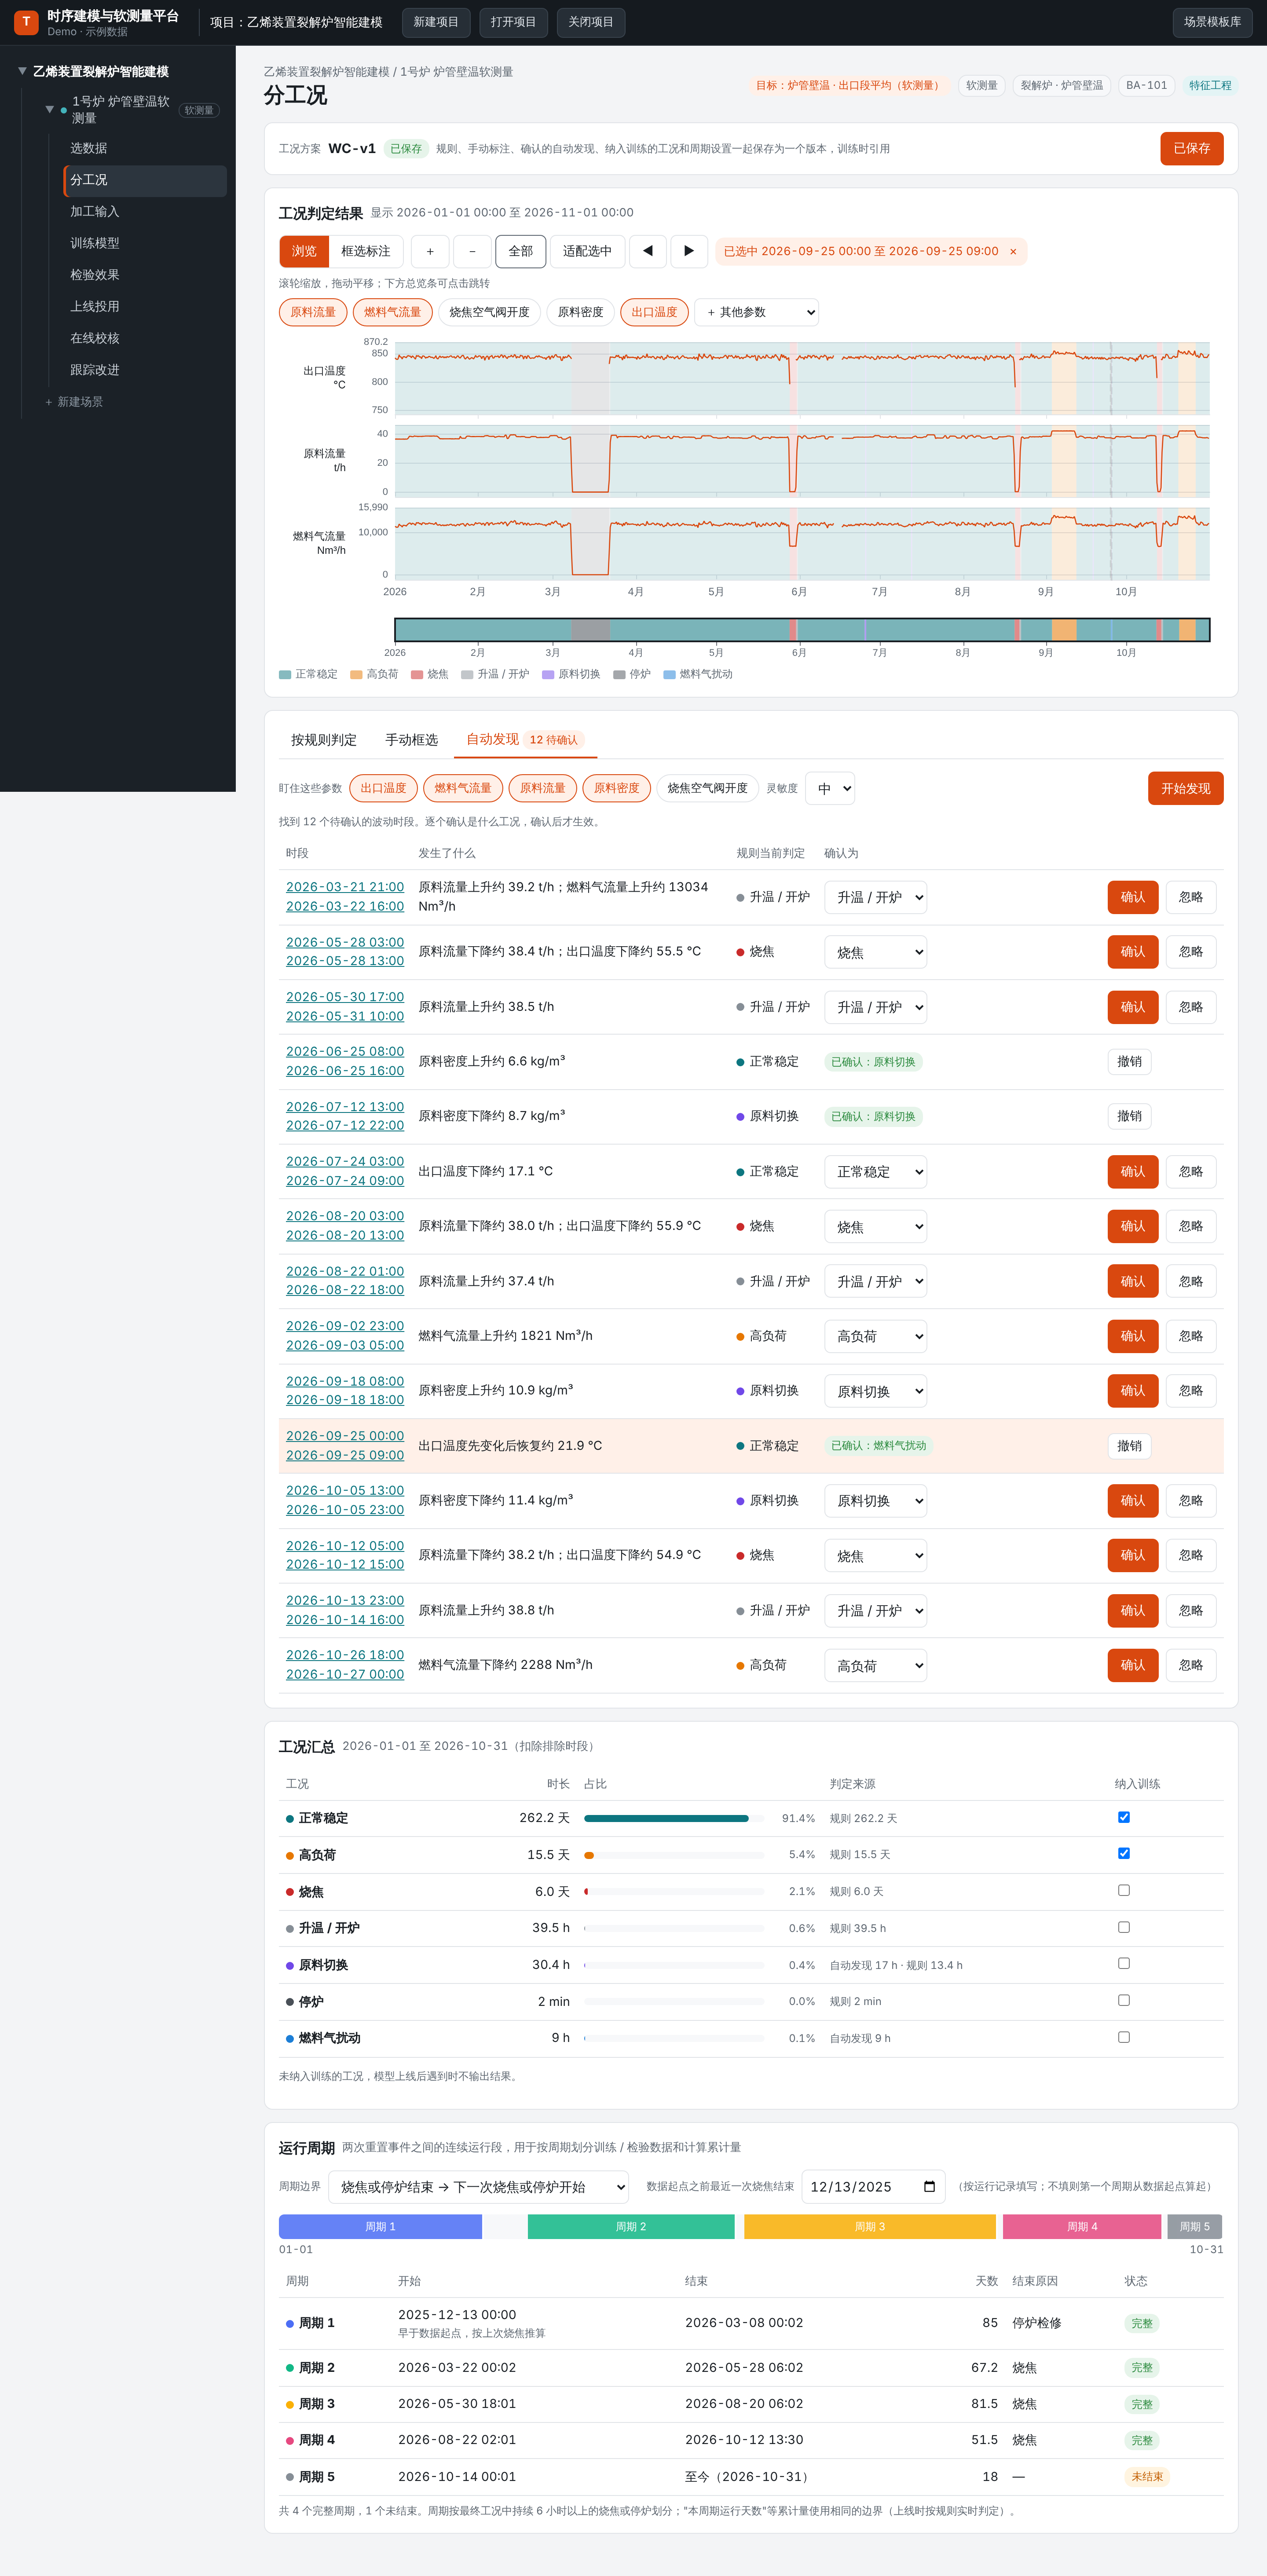 T
时序建模与软测量平台
Demo · 示例数据
项目：乙烯装置裂解炉智能建模
新建项目
打开项目
关闭项目
场景模板库
乙烯装置裂解炉智能建模
1号炉 炉管壁温软测量
软测量
选数据
分工况
加工输入
训练模型
检验效果
上线投用
在线校核
跟踪改进
+ 新建场景
乙烯装置裂解炉智能建模 / 1号炉 炉管壁温软测量
分工况
目标：炉管壁温 · 出口段平均（软测量）
软测量
裂解炉 · 炉管壁温
BA-101
特征工程
工况方案 WC-v1 已保存 规则、手动标注、确认的自动发现、纳入训练的工况和周期设置一起保存为一个版本，训练时引用
已保存
工况判定结果 显示 2026-01-01 00:00 至 2026-11-01 00:00
浏览 框选标注 + − 全部 适配选中 ◀ ▶ 已选中 2026-09-25 00:00 至 2026-09-25 09:00 ×
滚轮缩放，拖动平移；下方总览条可点击跳转
原料流量 燃料气流量 烧焦空气阀开度 原料密度 出口温度 + 其他参数
出口温度
°C
870.2
850
800
750
原料流量
t/h
40
20
0
燃料气流量
Nm³/h
15,990
10,000
0
2026 2月 3月 4月 5月 6月 7月 8月 9月 10月
2026 2月 3月 4月 5月 6月 7月 8月 9月 10月
正常稳定 高负荷 烧焦 升温 / 开炉 原料切换 停炉 燃料气扰动
按规则判定 手动框选 自动发现 12 待确认
盯住这些参数 出口温度 燃料气流量 原料流量 原料密度 烧焦空气阀开度 灵敏度 中 开始发现
找到 12 个待确认的波动时段。逐个确认是什么工况，确认后才生效。
时段 发生了什么 规则当前判定 确认为
2026-03-21 21:00
2026-03-22 16:00
原料流量上升约 39.2 t/h；燃料气流量上升约 13034
Nm³/h
升温 / 开炉 升温 / 开炉 确认 忽略
2026-05-28 03:00
2026-05-28 13:00
原料流量下降约 38.4 t/h；出口温度下降约 55.5 °C 烧焦 烧焦 确认 忽略
2026-05-30 17:00
2026-05-31 10:00
原料流量上升约 38.5 t/h 升温 / 开炉 升温 / 开炉 确认 忽略
2026-06-25 08:00
2026-06-25 16:00
原料密度上升约 6.6 kg/m³ 正常稳定 已确认：原料切换 撤销
2026-07-12 13:00
2026-07-12 22:00
原料密度下降约 8.7 kg/m³ 原料切换 已确认：原料切换 撤销
2026-07-24 03:00
2026-07-24 09:00
出口温度下降约 17.1 °C 正常稳定 正常稳定 确认 忽略
2026-08-20 03:00
2026-08-20 13:00
原料流量下降约 38.0 t/h；出口温度下降约 55.9 °C 烧焦 烧焦 确认 忽略
2026-08-22 01:00
2026-08-22 18:00
原料流量上升约 37.4 t/h 升温 / 开炉 升温 / 开炉 确认 忽略
2026-09-02 23:00
2026-09-03 05:00
燃料气流量上升约 1821 Nm³/h 高负荷 高负荷 确认 忽略
2026-09-18 08:00
2026-09-18 18:00
原料密度上升约 10.9 kg/m³ 原料切换 原料切换 确认 忽略
2026-09-25 00:00
2026-09-25 09:00
出口温度先变化后恢复约 21.9 °C 正常稳定 已确认：燃料气扰动 撤销
2026-10-05 13:00
2026-10-05 23:00
原料密度下降约 11.4 kg/m³ 原料切换 原料切换 确认 忽略
2026-10-12 05:00
2026-10-12 15:00
原料流量下降约 38.2 t/h；出口温度下降约 54.9 °C 烧焦 烧焦 确认 忽略
2026-10-13 23:00
2026-10-14 16:00
原料流量上升约 38.8 t/h 升温 / 开炉 升温 / 开炉 确认 忽略
2026-10-26 18:00
2026-10-27 00:00
燃料气流量下降约 2288 Nm³/h 高负荷 高负荷 确认 忽略
工况汇总 2026-01-01 至 2026-10-31（扣除排除时段）
工况 时长 占比 判定来源 纳入训练
正常稳定 262.2 天 91.4% 规则 262.2 天
高负荷 15.5 天 5.4% 规则 15.5 天
烧焦 6.0 天 2.1% 规则 6.0 天
升温 / 开炉 39.5 h 0.6% 规则 39.5 h
原料切换 30.4 h 0.4% 自动发现 17 h · 规则 13.4 h
停炉 2 min 0.0% 规则 2 min
燃料气扰动 9 h 0.1% 自动发现 9 h
未纳入训练的工况，模型上线后遇到时不输出结果。
运行周期 两次重置事件之间的连续运行段，用于按周期划分训练 / 检验数据和计算累计量
周期边界 烧焦或停炉结束 → 下一次烧焦或停炉开始 数据起点之前最近一次烧焦结束 12/13/2025 （按运行记录填写；不填则第一个周期从数据起点算起）
周期 1 周期 2 周期 3 周期 4 周期 5
01-01 10-31
周期 开始 结束 天数 结束原因 状态
周期 1 2025-12-13 00:00 2026-03-08 00:02 85 停炉检修 完整
早于数据起点，按上次烧焦推算
周期 2 2026-03-22 00:02 2026-05-28 06:02 67.2 烧焦 完整
周期 3 2026-05-30 18:01 2026-08-20 06:02 81.5 烧焦 完整
周期 4 2026-08-22 02:01 2026-10-12 13:30 51.5 烧焦 完整
周期 5 2026-10-14 00:01 至今（2026-10-31） 18 — 未结束
共 4 个完整周期，1 个未结束。周期按最终工况中持续 6 小时以上的烧焦或停炉划分；"本周期运行天数"等累计量使用相同的边界（上线时按规则实时判定）。